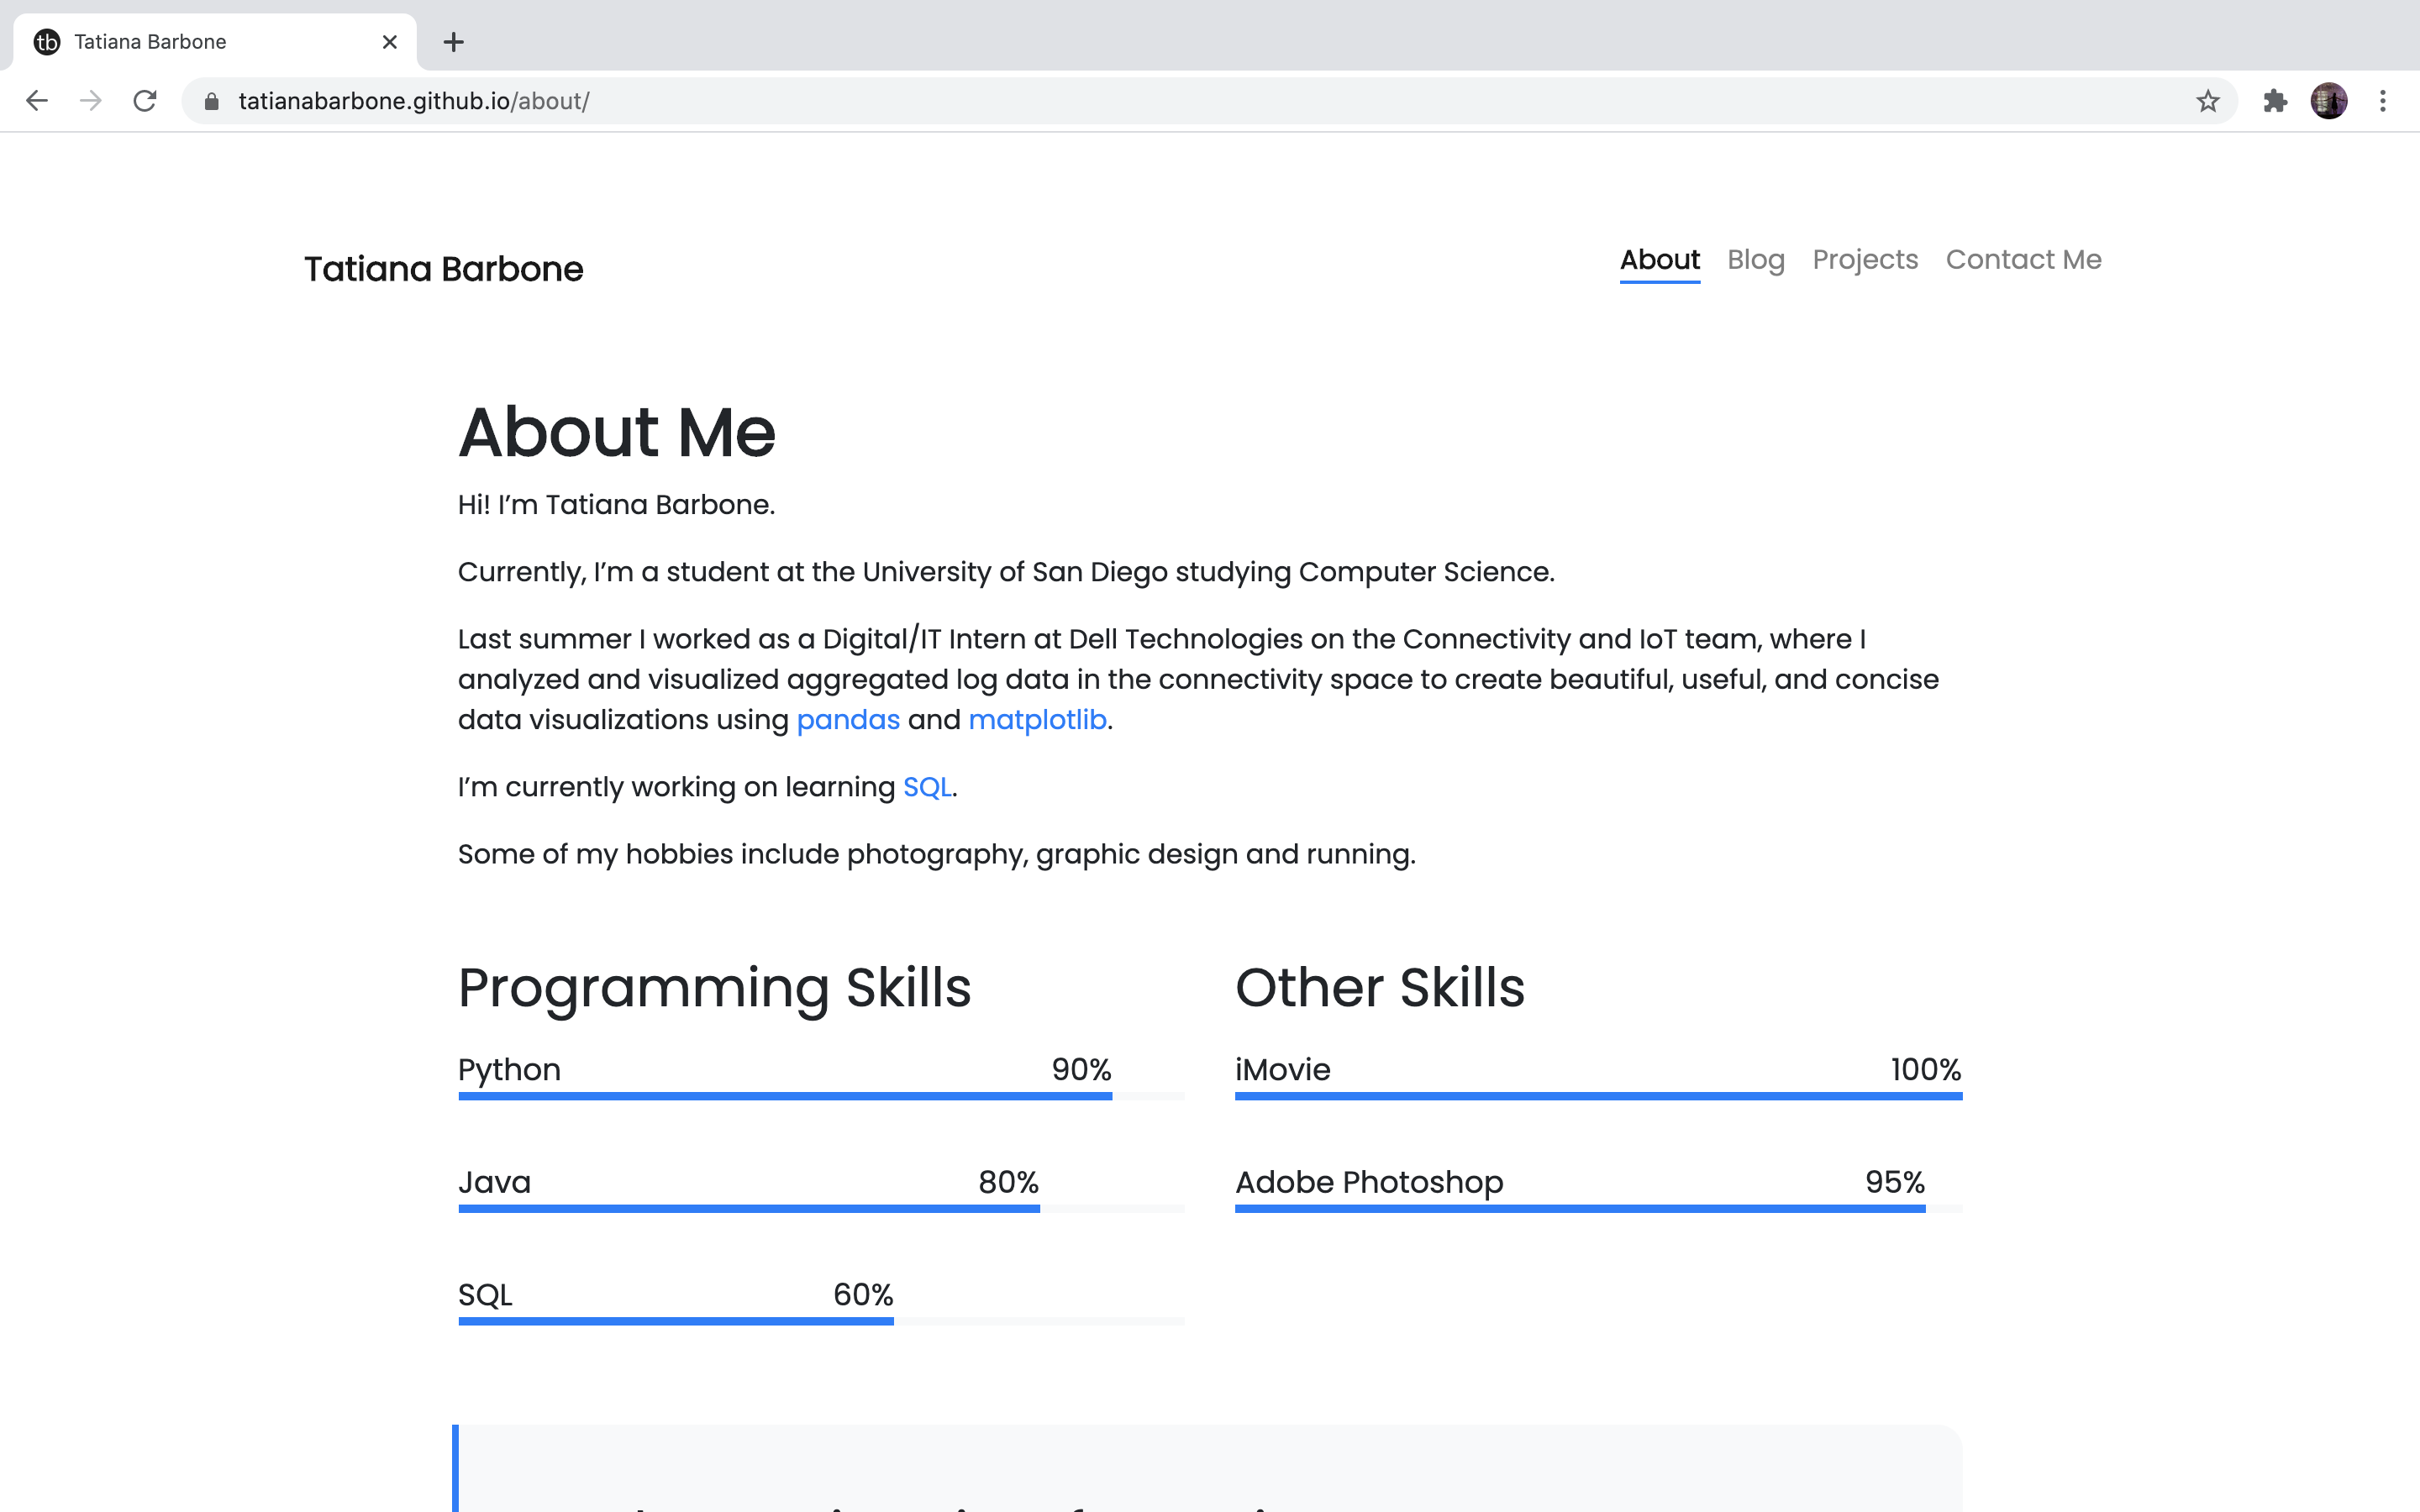 tb Tatiana Barbone
tatianabarbone.github.io/about/
Tatiana Barbone
About Blog Projects Contact Me
About Me
Hi! I’m Tatiana Barbone.
Currently, I’m a student at the University of San Diego studying Computer Science.
Last summer I worked as a Digital/IT Intern at Dell Technologies on the Connectivity and IoT team, where I
analyzed and visualized aggregated log data in the connectivity space to create beautiful, useful, and concise
data visualizations using pandas and matplotlib.
I’m currently working on learning SQL.
Some of my hobbies include photography, graphic design and running.
Programming Skills
Python 90%
Java 80%
SQL 60%
Other Skills
iMovie 100%
Adobe Photoshop 95%